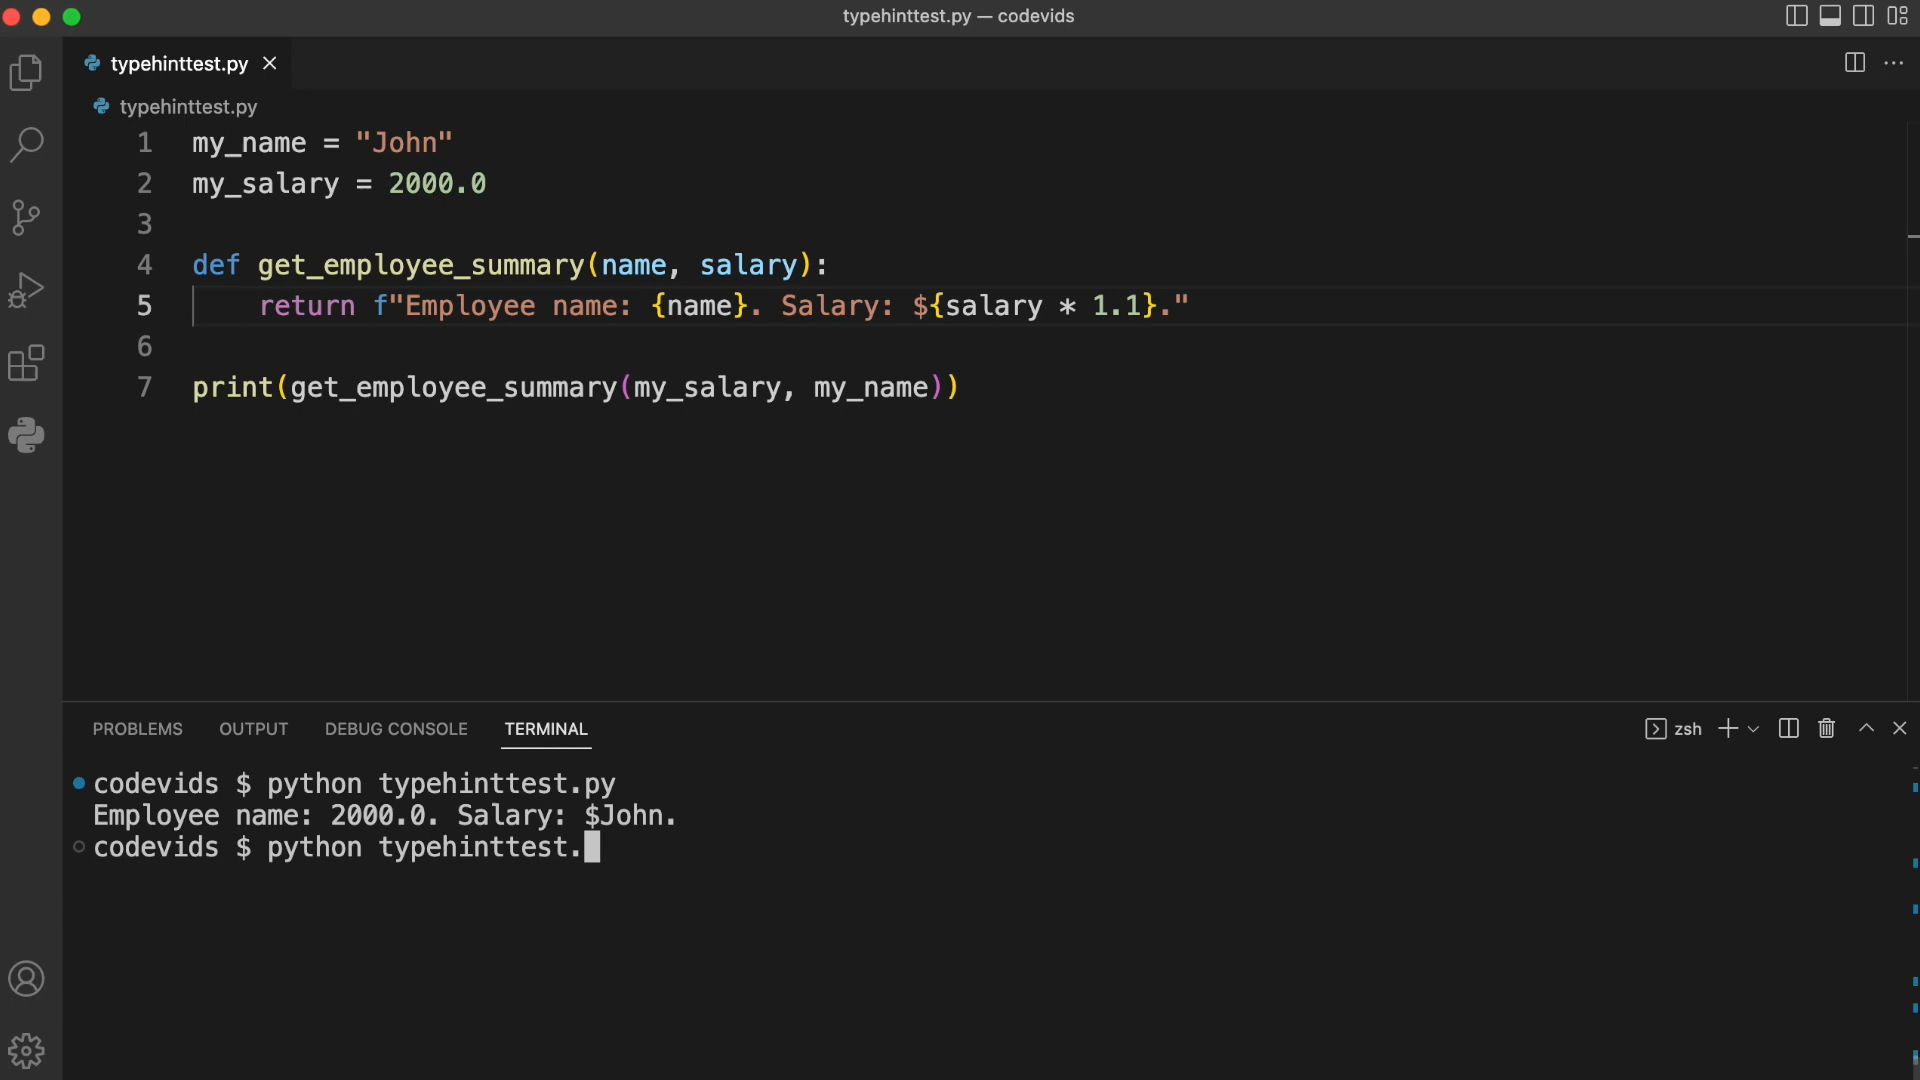 typehinttest.py — codevids
typehinttest.py
typehinttest.py
1 my_name = "John"
2 my_salary = 2000.0
3
4 def get_employee_summary(name, salary):
5     return f"Employee name: {name}. Salary: ${salary * 1.1}."
6
7 print(get_employee_summary(my_salary, my_name))
PROBLEMS OUTPUT DEBUG CONSOLE TERMINAL zsh
codevids $ python typehinttest.py
Employee name: 2000.0. Salary: $John.
codevids $ python typehinttest.